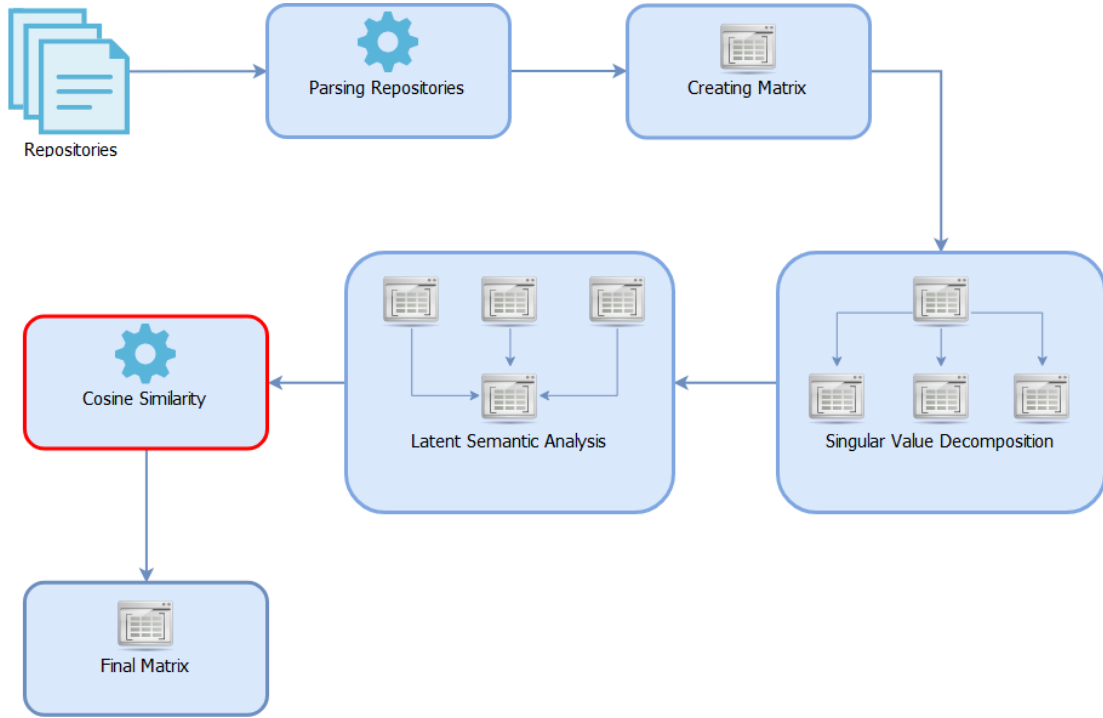 Repositories
Parsing Repositories
Creating Matrix
Cosine Similarity
Latent Semantic Analysis
Singular Value Decomposition
Final Matrix